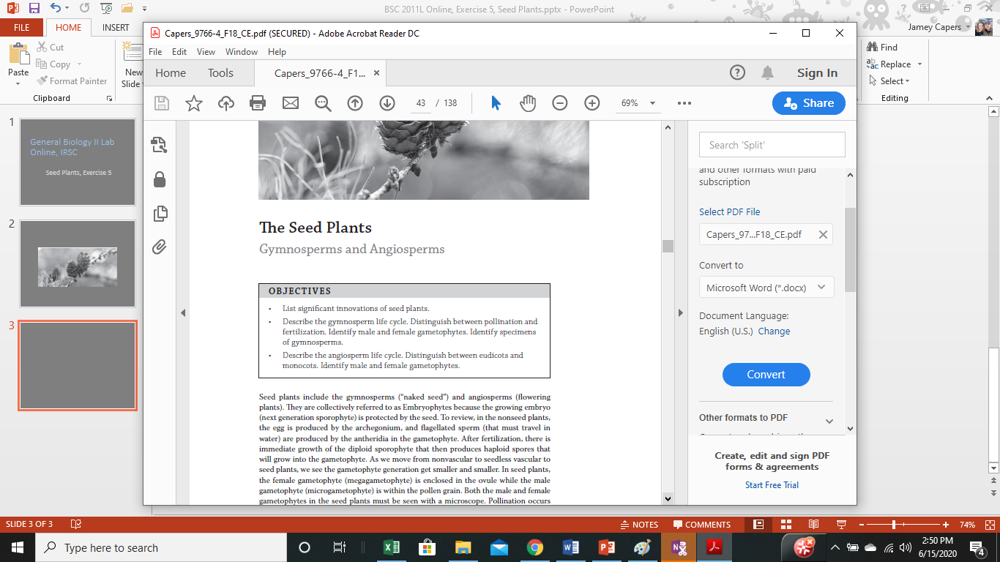 BSC 2011L Online, Exercise 5, Seed Plants.pptx - PowerPoint
FILE
HOME
INSERT
Jamey Capers
Cut
Copy
Format Painter
Paste
New
Slide
Clipboard
Find
Replace
Select
Editing
1
General Biology II Lab
Online, IRSC
Seed Plants, Exercise 5
2
3
Capers_9766-4_F18_CE.pdf (SECURED) - Adobe Acrobat Reader DC
File Edit View Window Help
Home Tools Capers_9766-4_F1... × Sign In
43 / 138 69% Share
The Seed Plants
Gymnosperms and Angiosperms
OBJECTIVES
• List significant innovations of seed plants.
• Describe the gymnosperm life cycle. Distinguish between pollination and
fertilization. Identify male and female gametophytes. Identify specimens
of gymnosperms.
• Describe the angiosperm life cycle. Distinguish between eudicots and
monocots. Identify male and female gametophytes.
Seed plants include the gymnosperms (“naked seed”) and angiosperms (flowering
plants). They are collectively referred to as Embryophytes because the growing embryo
(next generation sporophyte) is protected by the seed. To review, in the nonseed plants,
the egg is produced by the archegonium, and flagellated sperm (that must travel in
water) are produced by the antheridia in the gametophyte. After fertilization, there is
immediate growth of the diploid sporophyte that then produces haploid spores that
will grow into the gametophyte. As we move from nonvascular to seedless vascular to
seed plants, we see the gametophyte generation get smaller and smaller. In seed plants,
the female gametophyte (megagametophyte) is enclosed in the ovule while the male
gametophyte (microgametophyte) is within the pollen grain. Both the male and female
gametophytes in the seed plants must be seen with a microscope. Pollination occurs
Search 'Split'
and other formats with paid
subscription
Select PDF File
Capers_97...F18_CE.pdf
Convert to
Microsoft Word (*.docx)
Document Language:
English (U.S.) Change
Convert
Other formats to PDF
Create, edit and sign PDF
forms & agreements
Start Free Trial
SLIDE 3 OF 3 NOTES COMMENTS 74%
Type here to search
2:50 PM
6/15/2020
4